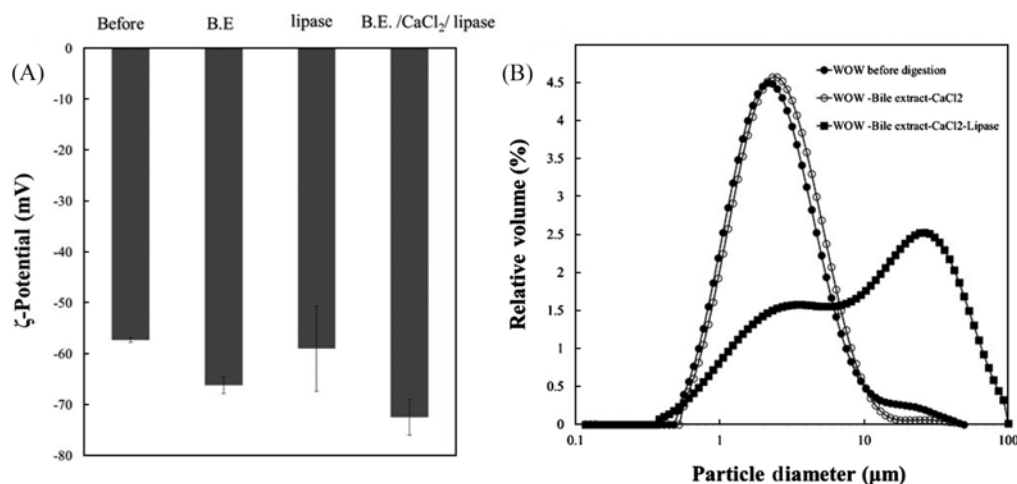 (A)
Before B.E lipase B.E. /CaCl₂/ lipase
0
-10
-20
-30
-40
-50
-60
-70
-80
ζ-Potential (mV)
(B)
WOW before digestion
WOW -Bile extract-CaCl2
WOW -Bile extract-CaCl2-Lipase
4.5
4
3.5
3
2.5
2
1.5
1
0.5
0
Relative volume (%)
0.1 1 10 100
Particle diameter (µm)